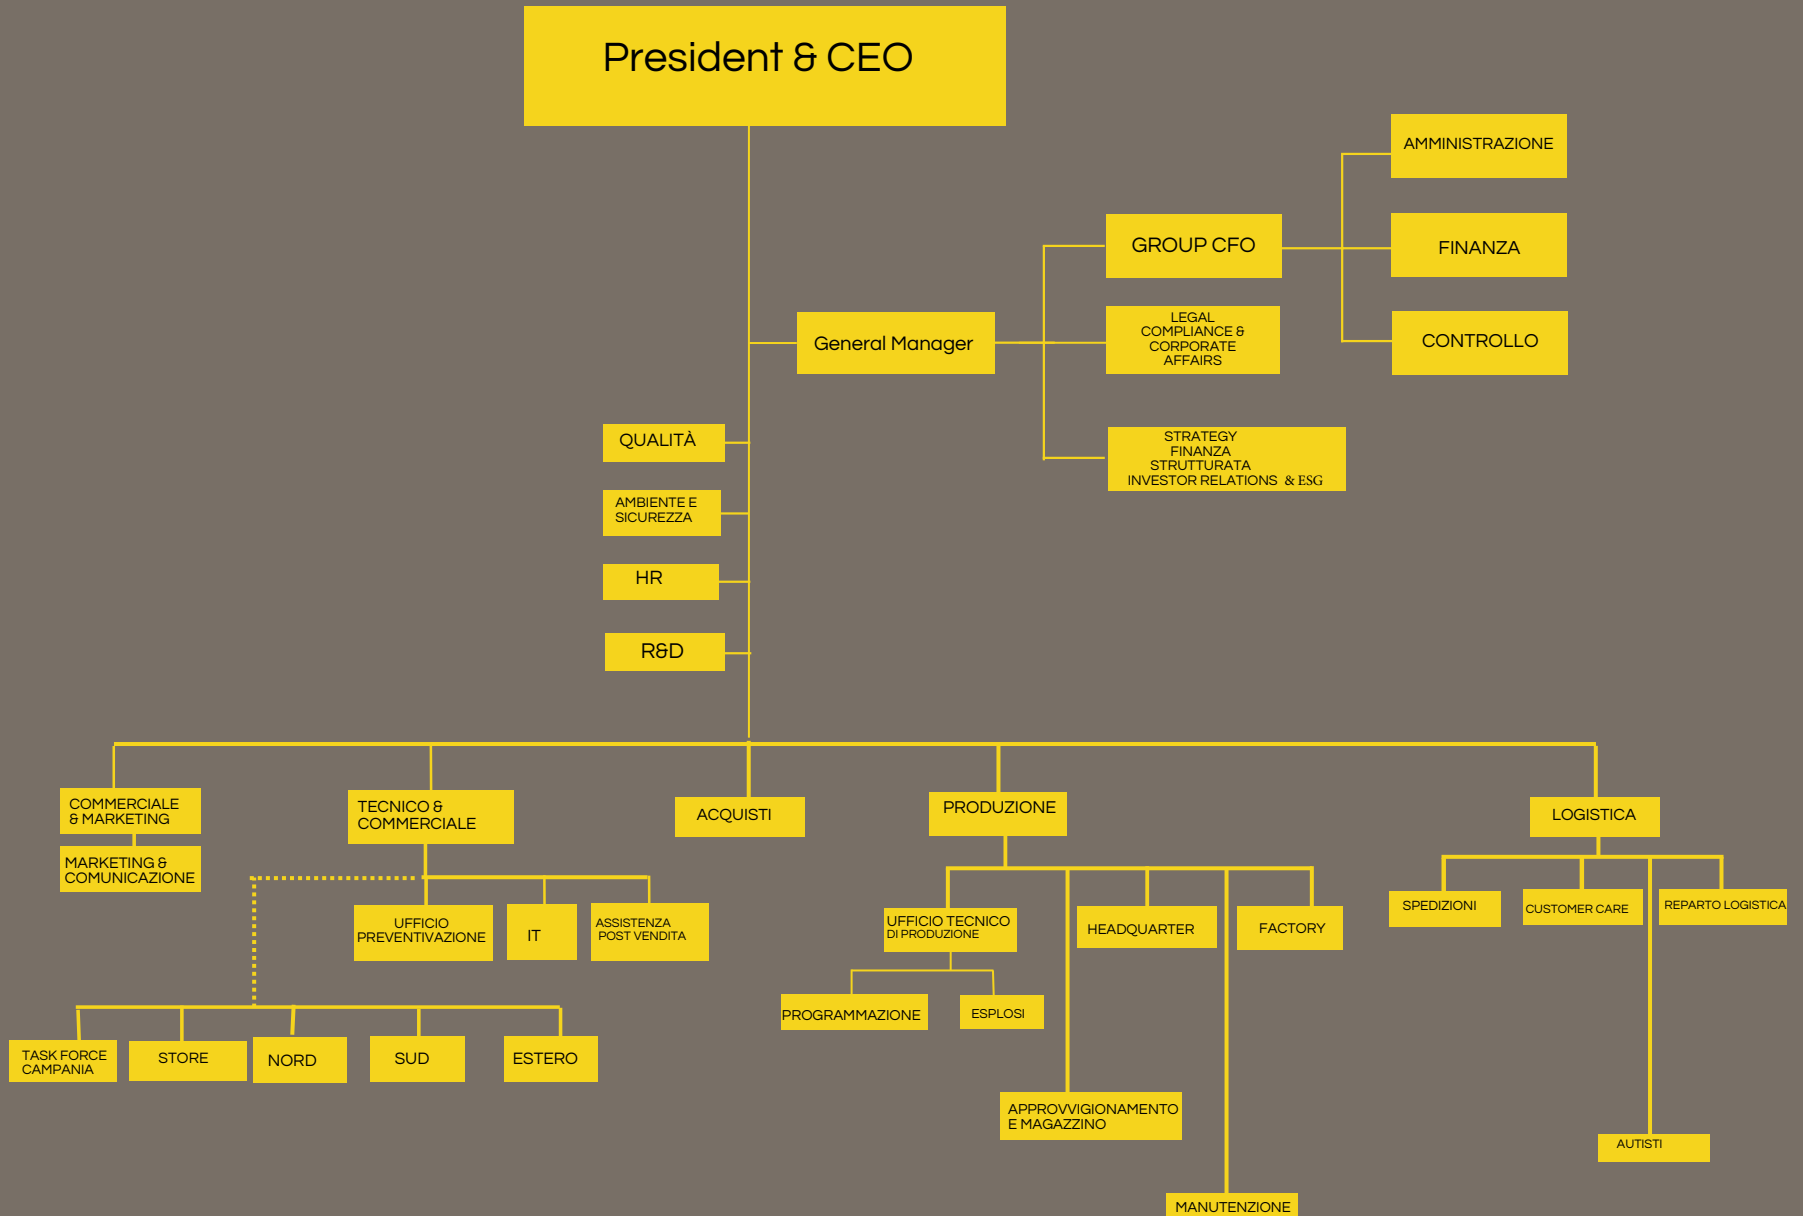 President & CEO
AMMINISTRAZIONE
GROUP CFO
FINANZA
LEGAL
COMPLIANCE &
CORPORATE
AFFAIRS
General Manager
CONTROLLO
STRATEGY
FINANZA
STRUTTURATA
INVESTOR RELATIONS & ESG
QUALITÀ
AMBIENTE E
SICUREZZA
HR
R&D
COMMERCIALE
& MARKETING
MARKETING &
COMUNICAZIONE
TECNICO &
COMMERCIALE
ACQUISTI
PRODUZIONE
LOGISTICA
UFFICIO
PREVENTIVAZIONE
IT
ASSISTENZA
POST VENDITA
UFFICIO TECNICO
DI PRODUZIONE
HEADQUARTER
FACTORY
SPEDIZIONI
CUSTOMER CARE
REPARTO LOGISTICA
PROGRAMMAZIONE
ESPLOSI
TASK FORCE
CAMPANIA
STORE
NORD
SUD
ESTERO
APPROVVIGIONAMENTO
E MAGAZZINO
AUTISTI
MANUTENZIONE